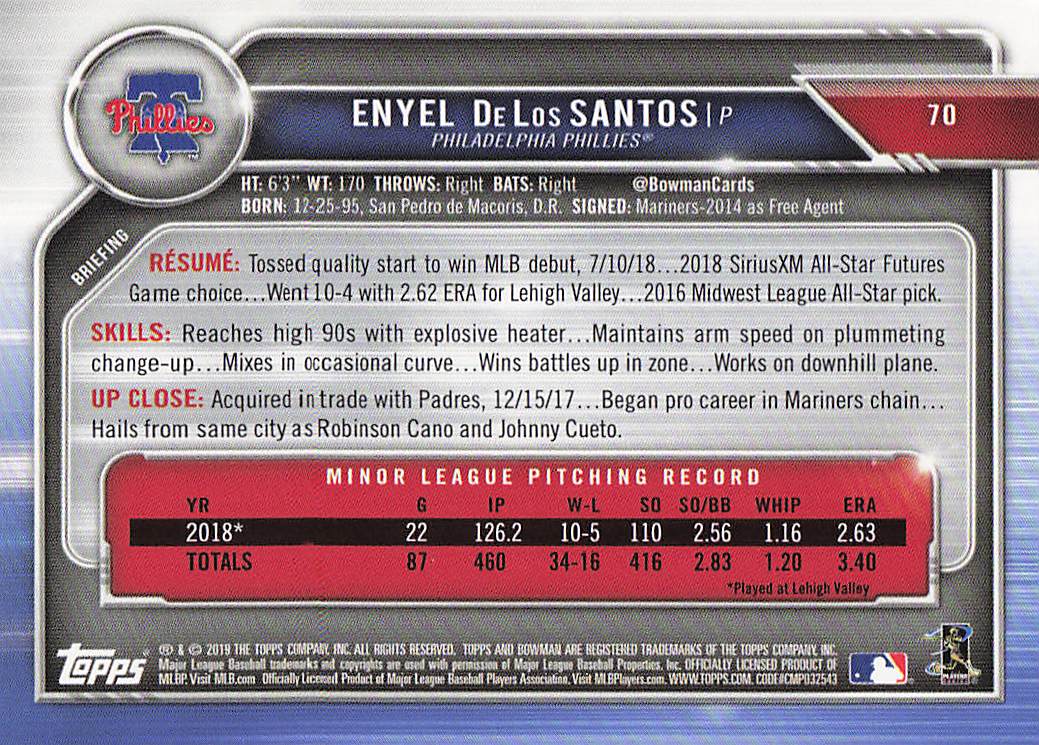 Phillies
ENYEL DE LOS SANTOS | P
70
PHILADELPHIA PHILLIES®
HT: 6'3" WT: 170 THROWS: Right BATS: Right @BowmanCards
BORN: 12-25-95, San Pedro de Macoris, D.R. SIGNED: Mariners-2014 as Free Agent
BRIEFING
RÉSUMÉ: Tossed quality start to win MLB debut, 7/10/18...2018 SiriusXM All-Star Futures
Game choice...Went 10-4 with 2.62 ERA for Lehigh Valley...2016 Midwest League All-Star pick.
SKILLS: Reaches high 90s with explosive heater...Maintains arm speed on plummeting
change-up...Mixes in occasional curve...Wins battles up in zone...Works on downhill plane.
UP CLOSE: Acquired in trade with Padres, 12/15/17...Began pro career in Mariners chain...
Hails from same city as Robinson Cano and Johnny Cueto.
MINOR LEAGUE PITCHING RECORD
YR G IP W-L SO SO/BB WHIP ERA
2018* 22 126.2 10-5 110 2.56 1.16 2.63
TOTALS 87 460 34-16 416 2.83 1.20 3.40
*Played at Lehigh Valley
TOPPS
® & © 2019 THE TOPPS COMPANY, INC. ALL RIGHTS RESERVED. TOPPS AND BOWMAN ARE REGISTERED TRADEMARKS OF THE TOPPS COMPANY, INC.
Major League Baseball trademarks and copyrights are used with permission of Major League Baseball Properties, Inc. OFFICIALLY LICENSED PRODUCT OF
MLBP. Visit MLB.com Officially Licensed Product of Major League Baseball Players Association, Visit MLBPlayers.com. WWW.TOPPS.COM. CODE#CMP032543